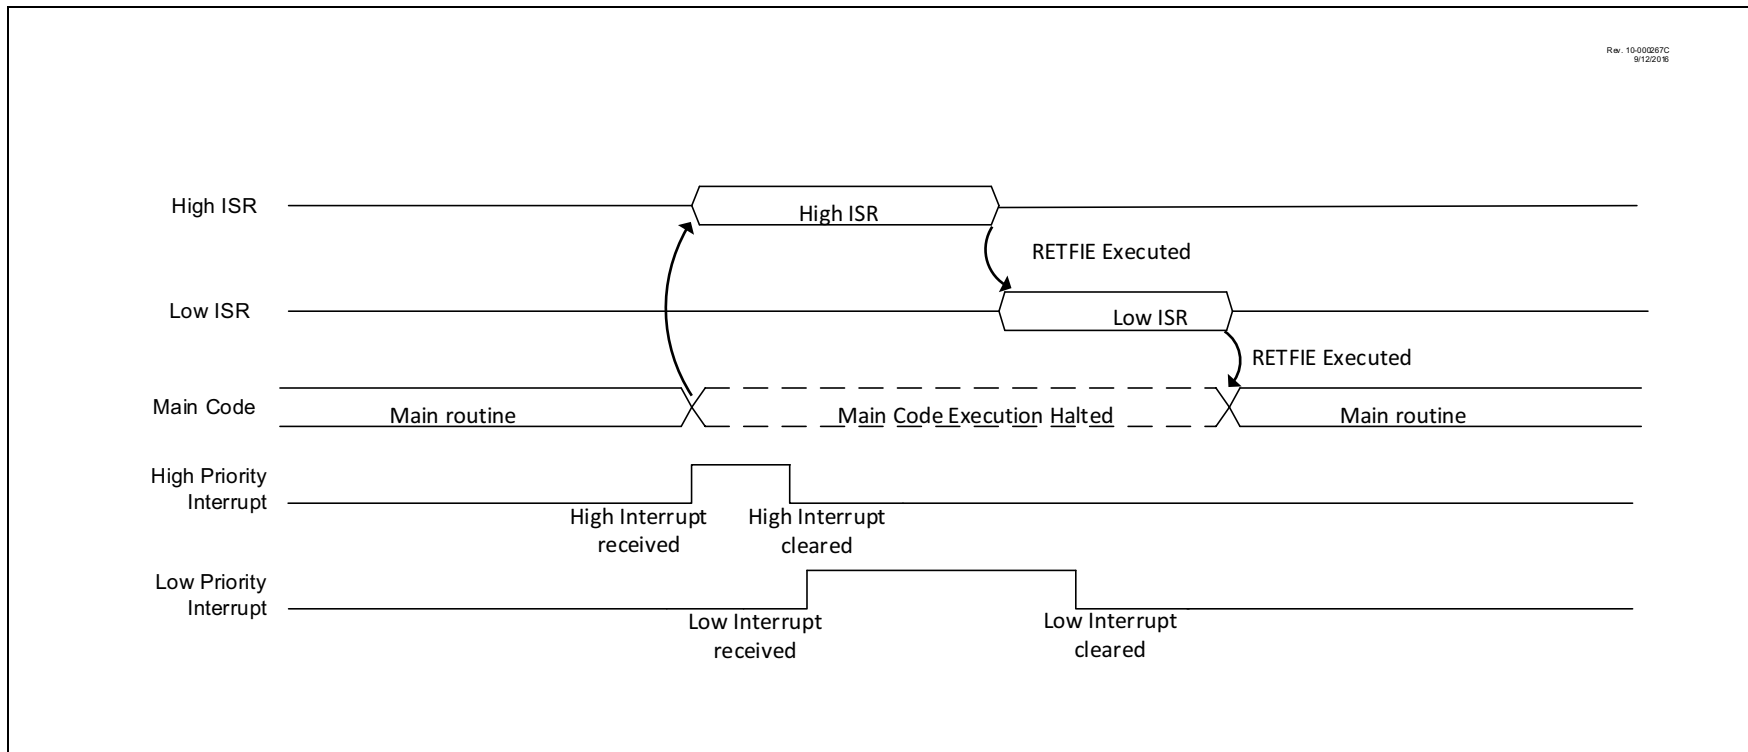 Rev. 10-000267C
9/12/2016
High ISR
High ISR
RETFIE Executed
Low ISR
Low ISR
RETFIE Executed
Main Code
Main routine
Main Code Execution Halted
Main routine
High Priority
Interrupt
High Interrupt
received
High Interrupt
cleared
Low Priority
Interrupt
Low Interrupt
received
Low Interrupt
cleared